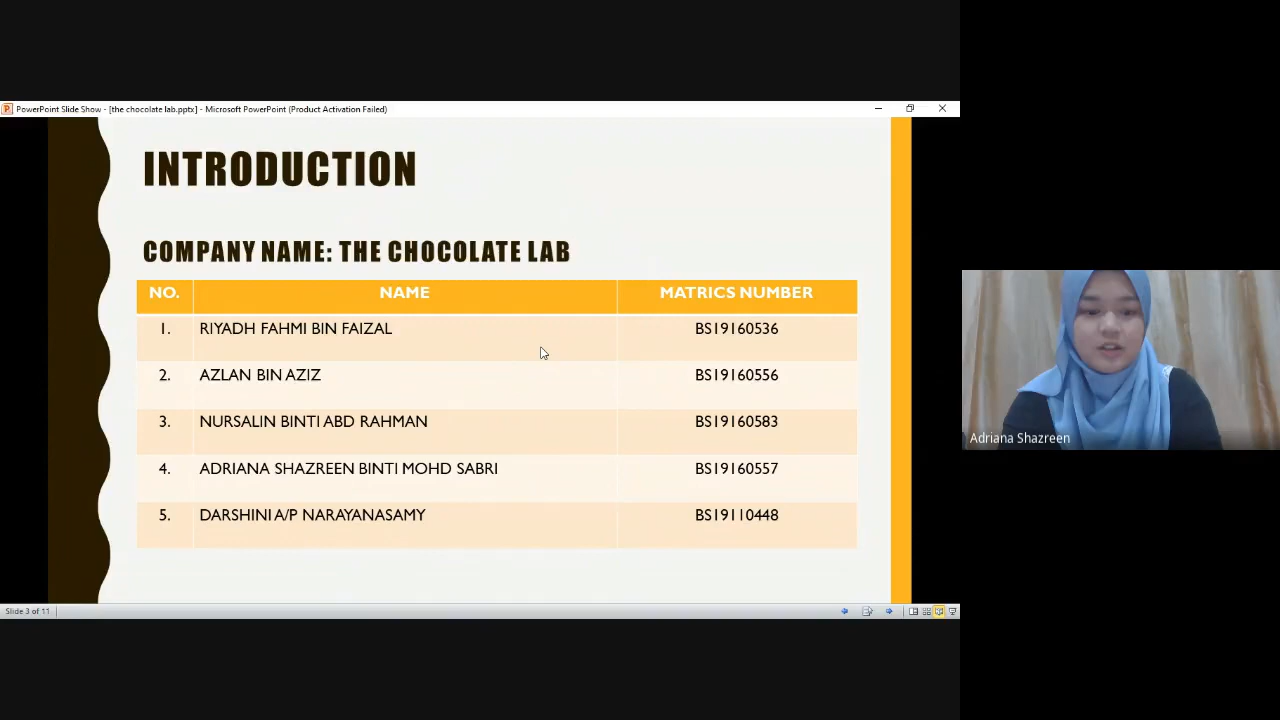 PowerPoint Slide Show - [the chocolate lab.pptx] - Microsoft PowerPoint (Product Activation Failed)
INTRODUCTION
COMPANY NAME: THE CHOCOLATE LAB
NO. NAME MATRICS NUMBER
1. RIYADH FAHMI BIN FAIZAL BS19160536
2. AZLAN BIN AZIZ BS19160556
3. NURSALIN BINTI ABD RAHMAN BS19160583
4. ADRIANA SHAZREEN BINTI MOHD SABRI BS19160557
5. DARSHINI A/P NARAYANASAMY BS19110448
Adriana Shazreen
Slide 3 of 11